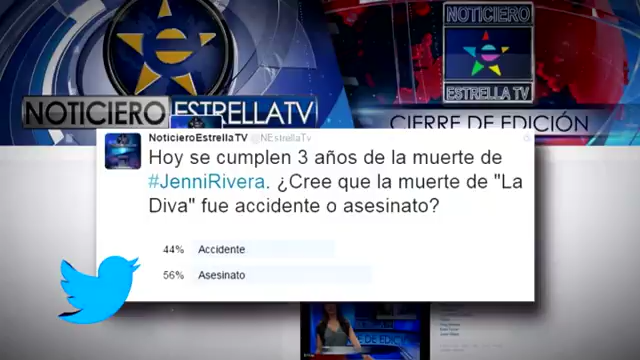 NOTICIERO
ESTRELLA TV
NOTICIERO ESTRELLATV
CIERRE DE EDICIÓN
NoticieroEstrellaTV @NEstrellaTv
Hoy se cumplen 3 años de la muerte de
#JenniRivera. ¿Cree que la muerte de "La
Diva" fue accidente o asesinato?
44% Accidente
56% Asesinato